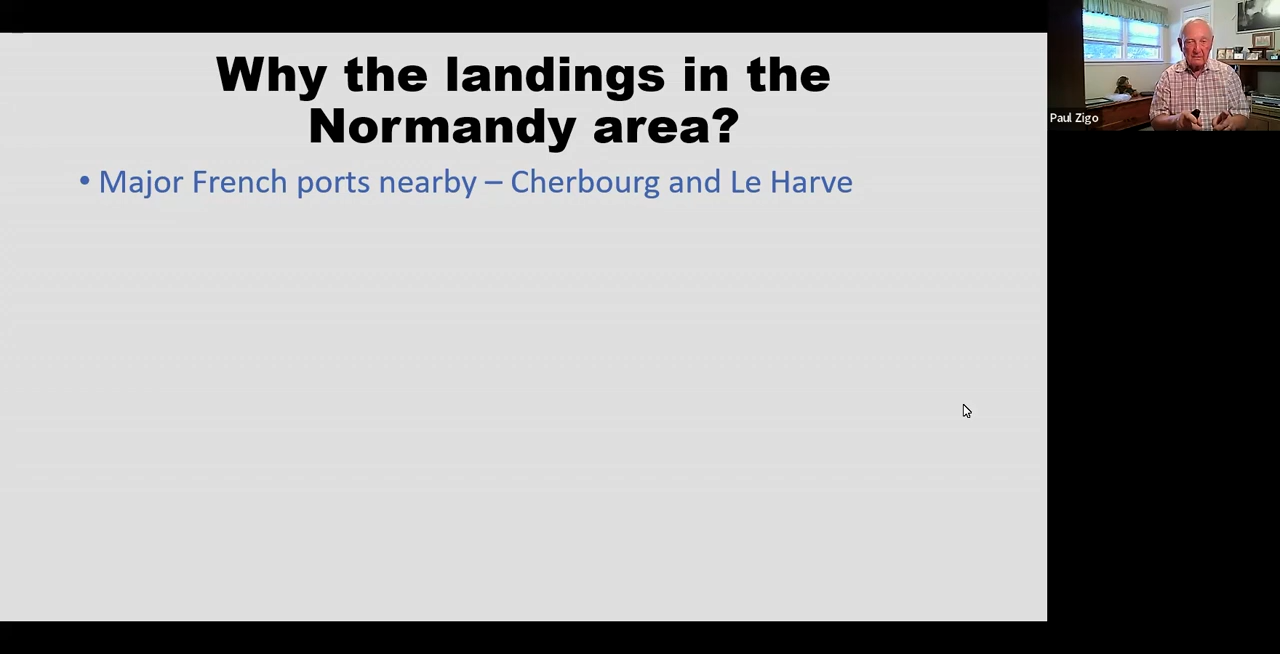 Why the landings in the
Normandy area?
• Major French ports nearby – Cherbourg and Le Harve
Paul Zigo